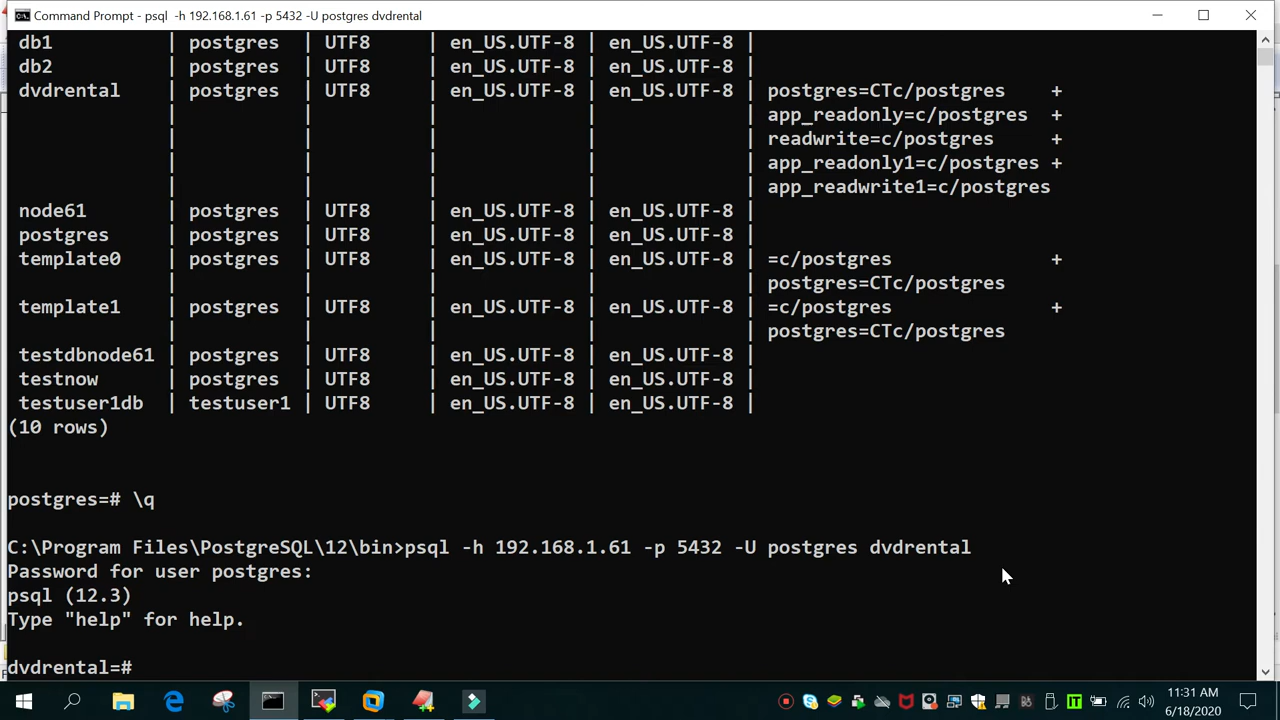 Command Prompt - psql  -h 192.168.1.61 -p 5432 -U postgres dvdrental
db1 | postgres | UTF8 | en_US.UTF-8 | en_US.UTF-8 |
db2 | postgres | UTF8 | en_US.UTF-8 | en_US.UTF-8 |
dvdrental | postgres | UTF8 | en_US.UTF-8 | en_US.UTF-8 | postgres=CTc/postgres +
| | | | | app_readonly=c/postgres +
| | | | | readwrite=c/postgres +
| | | | | app_readonly1=c/postgres +
| | | | | app_readwrite1=c/postgres
node61 | postgres | UTF8 | en_US.UTF-8 | en_US.UTF-8 |
postgres | postgres | UTF8 | en_US.UTF-8 | en_US.UTF-8 |
template0 | postgres | UTF8 | en_US.UTF-8 | en_US.UTF-8 | =c/postgres +
| | | | | postgres=CTc/postgres
template1 | postgres | UTF8 | en_US.UTF-8 | en_US.UTF-8 | =c/postgres +
| | | | | postgres=CTc/postgres
testdbnode61 | postgres | UTF8 | en_US.UTF-8 | en_US.UTF-8 |
testnow | postgres | UTF8 | en_US.UTF-8 | en_US.UTF-8 |
testuser1db | testuser1 | UTF8 | en_US.UTF-8 | en_US.UTF-8 |
(10 rows)
postgres=# \q
C:\Program Files\PostgreSQL\12\bin>psql -h 192.168.1.61 -p 5432 -U postgres dvdrental
Password for user postgres:
psql (12.3)
Type "help" for help.
dvdrental=#
11:31 AM
6/18/2020